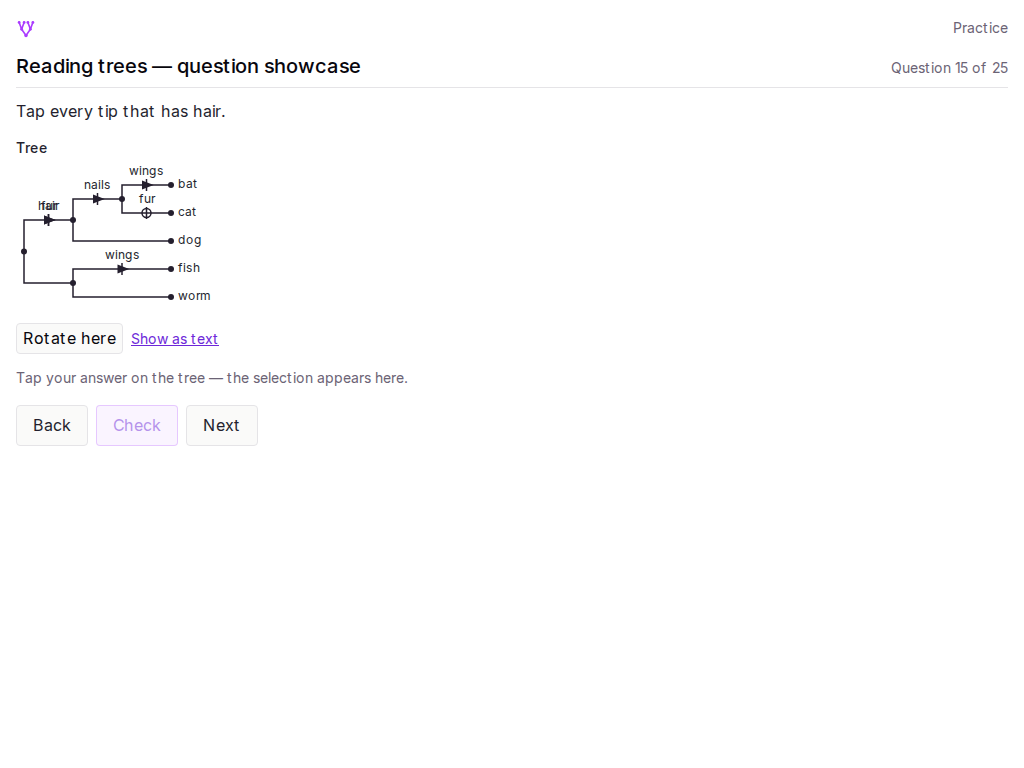 Practice
Reading trees — question showcase
Question 15 of 25
Tap every tip that has hair.
Tree
wings
nails
bat
fur
hair
fur
cat
dog
wings
fish
worm
Rotate here
Show as text
Tap your answer on the tree — the selection appears here.
Back
Check
Next